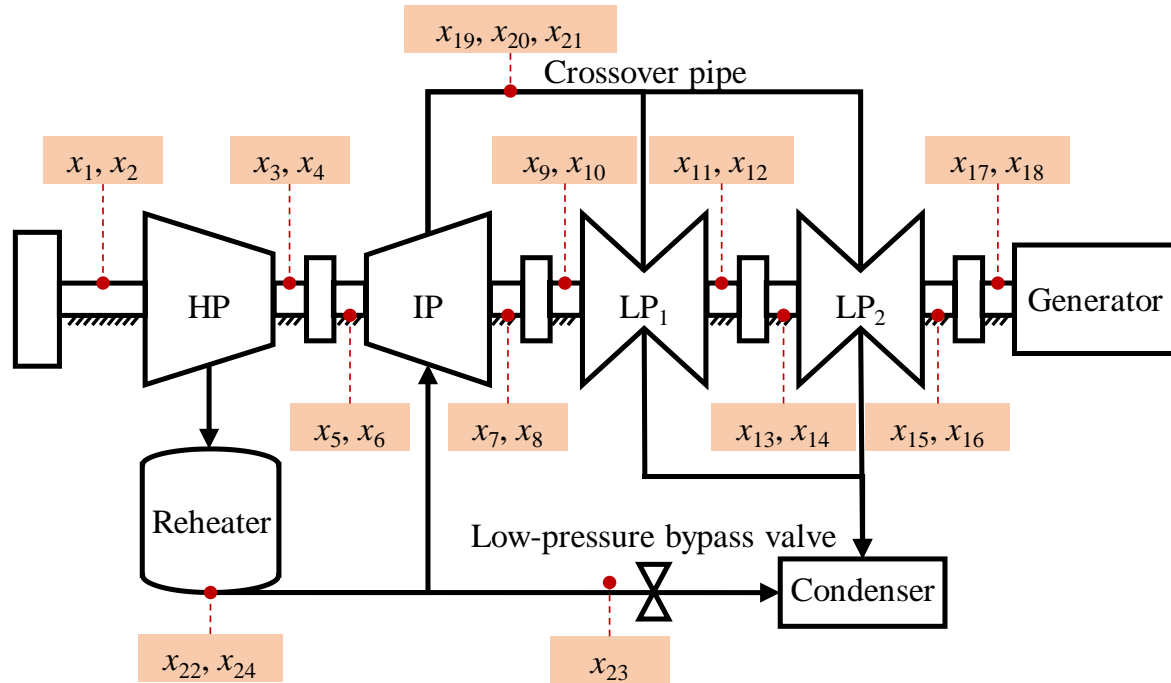 x₁₉, x₂₀, x₂₁
Crossover pipe
x₁, x₂
x₃, x₄
x₉, x₁₀
x₁₁, x₁₂
x₁₇, x₁₈
HP
IP
LP₁
LP₂
Generator
x₅, x₆
x₇, x₈
x₁₃, x₁₄
x₁₅, x₁₆
Reheater
Low-pressure bypass valve
Condenser
x₂₂, x₂₄
x₂₃